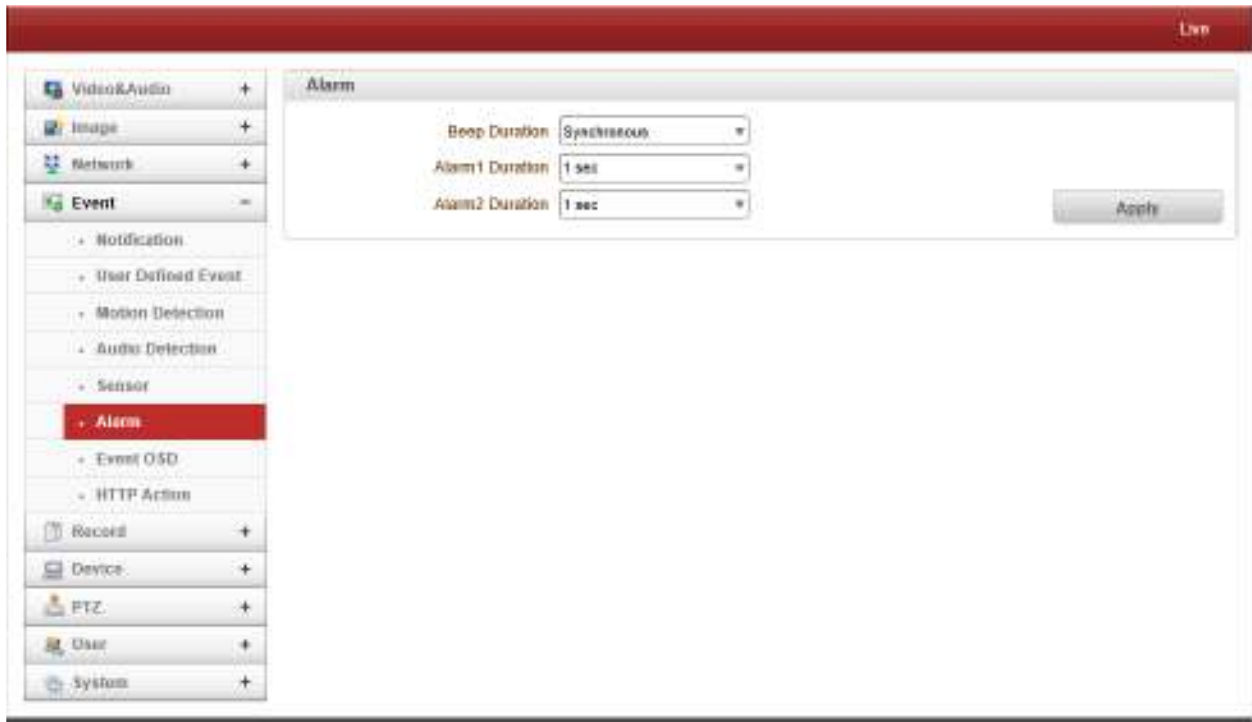 Live
Video&Audio +
Image +
Network +
Event -
Notification
User Defined Event
Motion Detection
Audio Detection
Sensor
Alarm
Event OSD
HTTP Action
Record +
Device +
PTZ +
User +
System +
Alarm
Beep Duration Synchronous
Alarm1 Duration 1 sec
Alarm2 Duration 1 sec
Apply